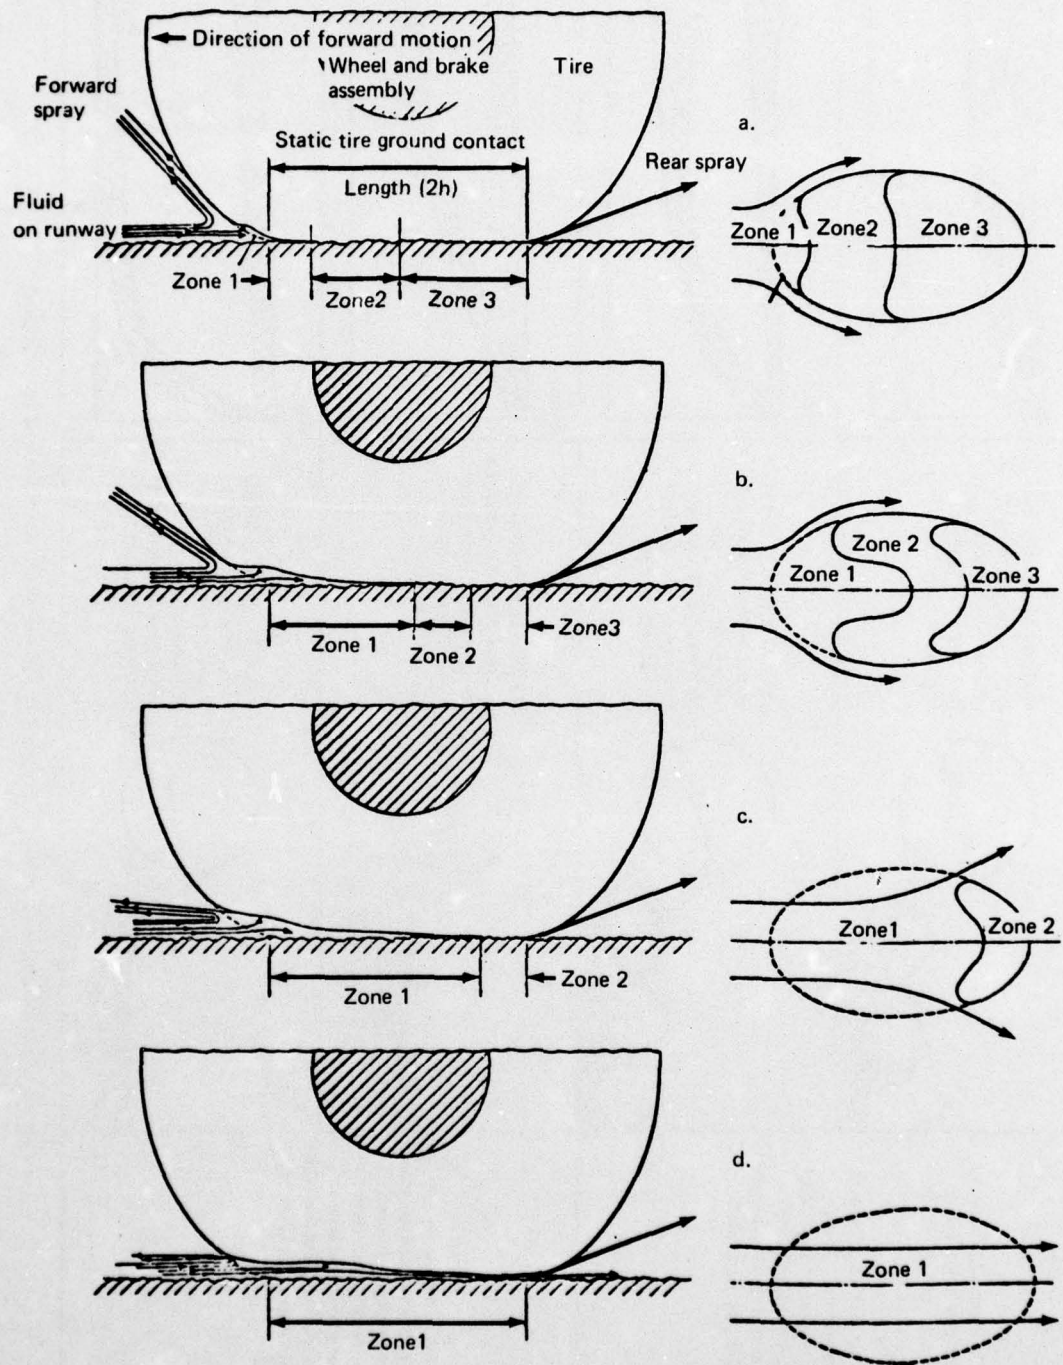 Direction of forward motion
Wheel and brake
assembly
Tire
Forward
spray
Static tire ground contact
Length (2h)
Rear spray
Fluid
on runway
Zone 1
Zone2
Zone 3
a.
Zone 1
Zone2
Zone 3
Zone 1
Zone 2
Zone3
b.
Zone 1
Zone 2
Zone 3
Zone 1
Zone 2
c.
Zone1
Zone 2
Zone1
d.
Zone 1